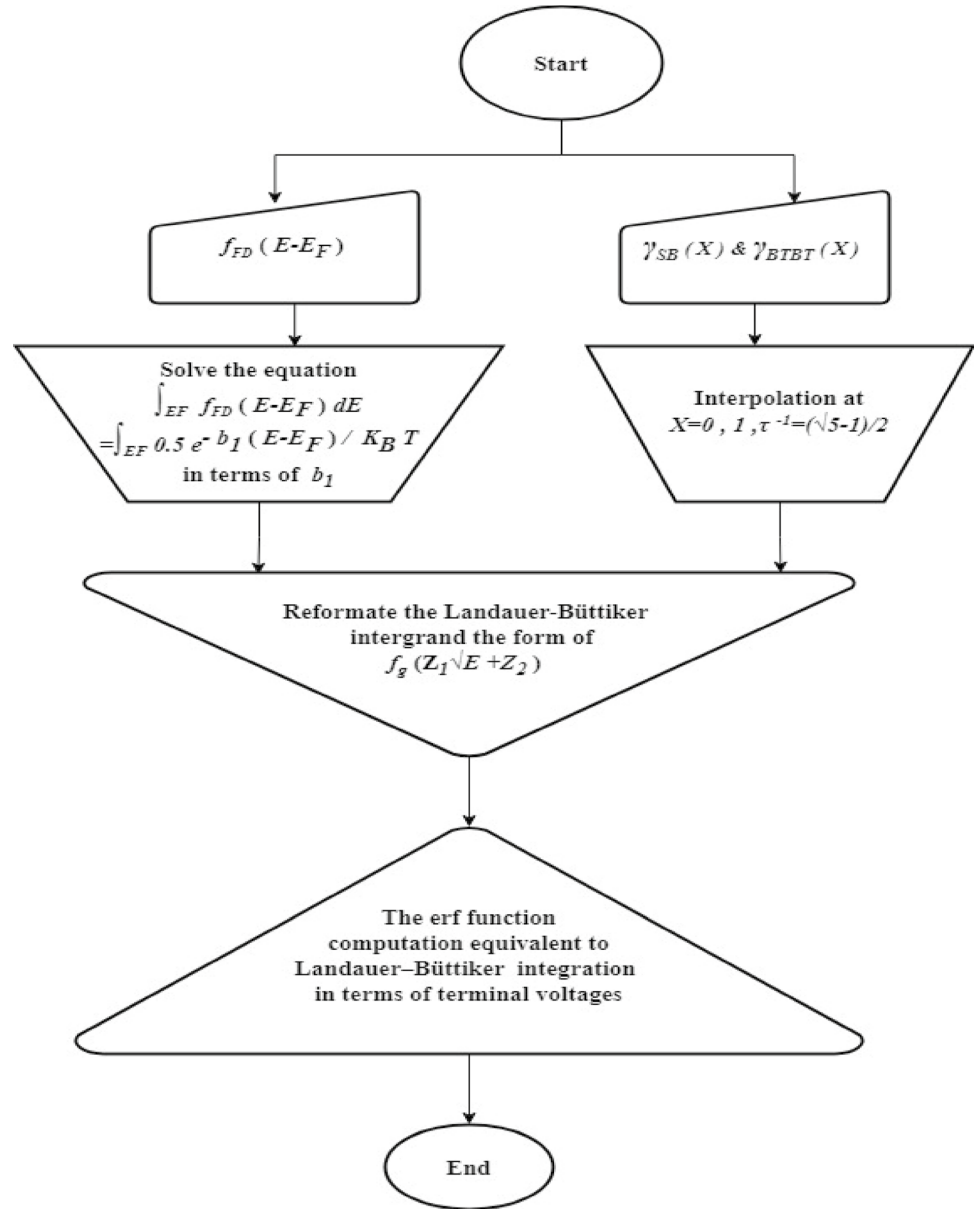 Start
f_FD ( E-E_F )
γ_SB (X) & γ_BTBT (X)
Solve the equation
∫_EF f_FD ( E-E_F ) dE
=∫_EF 0.5 e^- b_1 ( E-E_F ) / K_B T
in terms of b_1
Interpolation at
X=0 , 1 ,τ ^-1=(√5-1)/2
Reformate the Landauer-Büttiker
intergrand the form of
f_g (Z_1√E +Z_2)
The erf function
computation equivalent to
Landauer–Büttiker integration
in terms of terminal voltages
End